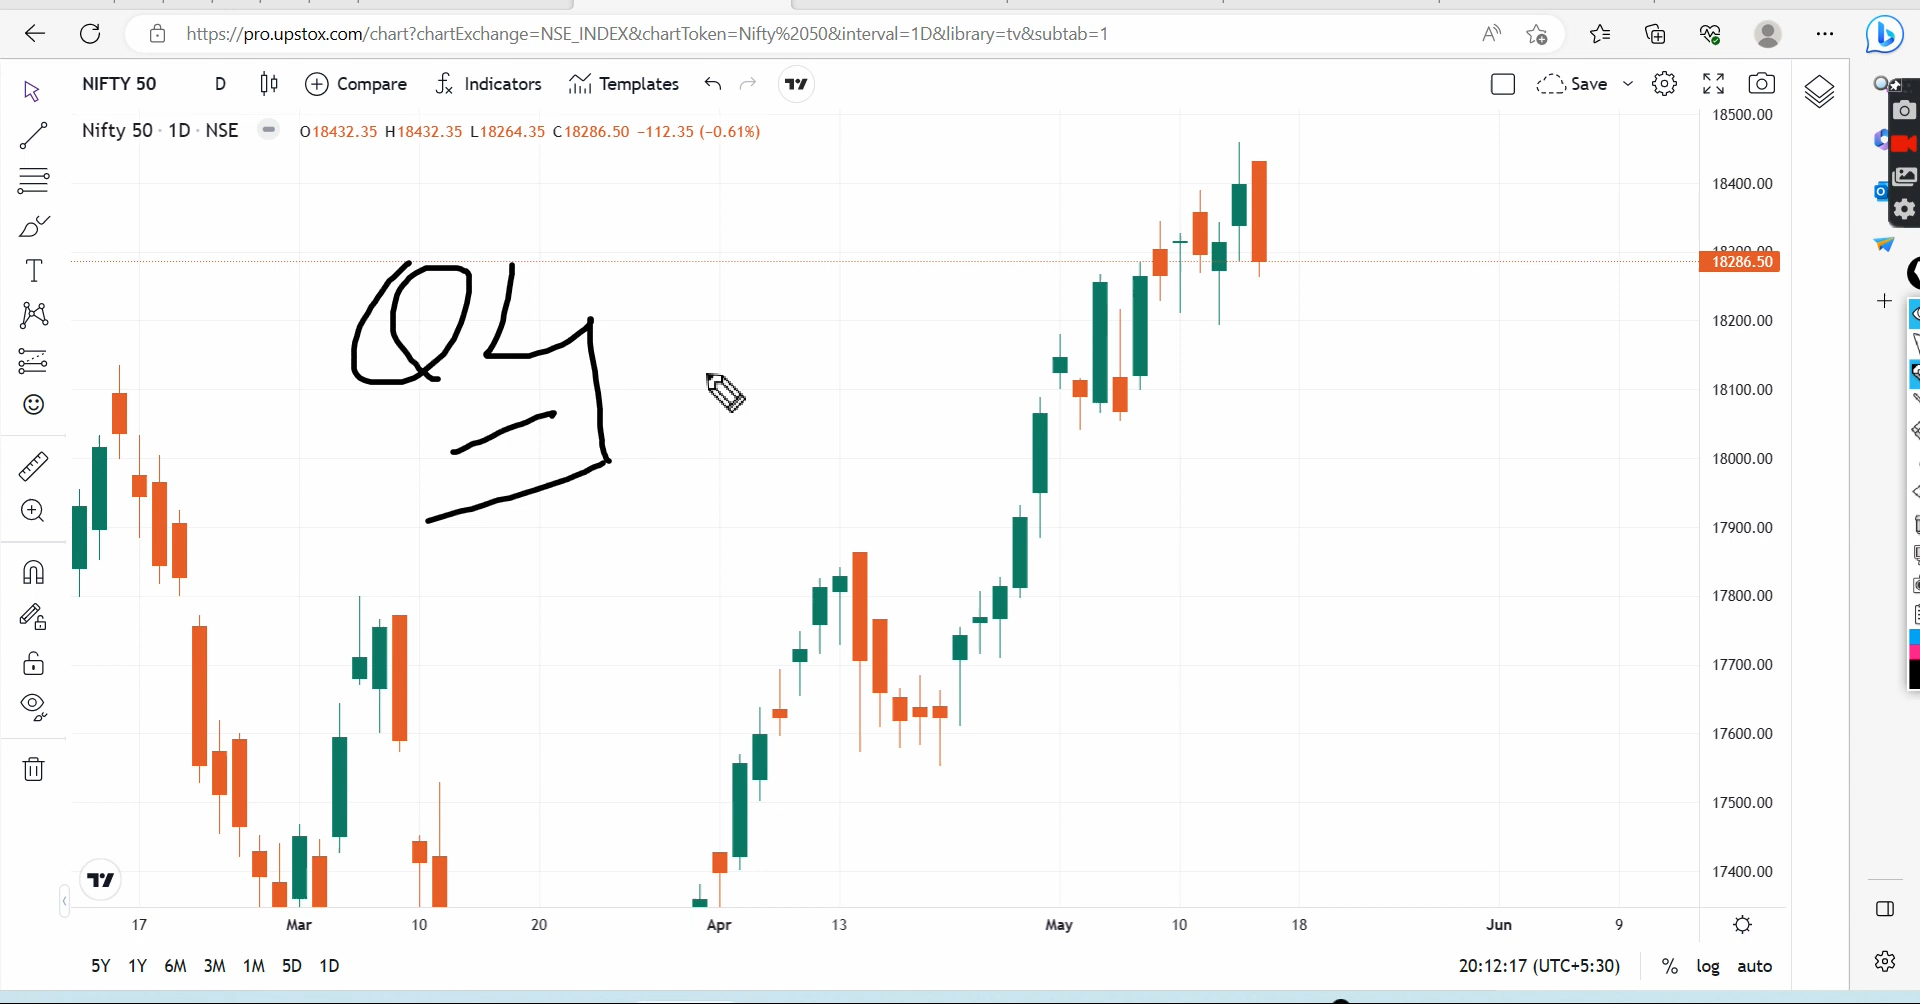 https://pro.upstox.com/chart?chartExchange=NSE_INDEX&chartToken=Nifty%2050&interval=1D&library=tv&subtab=1
NIFTY 50 D Compare Indicators Templates Save
Nifty 50 · 1D · NSE O18432.35 H18432.35 L18264.35 C18286.50 −112.35 (−0.61%)
18500.00
18400.00
18300.00
18286.50
18200.00
18100.00
18000.00
17900.00
17800.00
17700.00
17600.00
17500.00
17400.00
17 Mar 10 20 Apr 13 May 10 18 Jun 9
5Y 1Y 6M 3M 1M 5D 1D 20:12:17 (UTC+5:30) % log auto